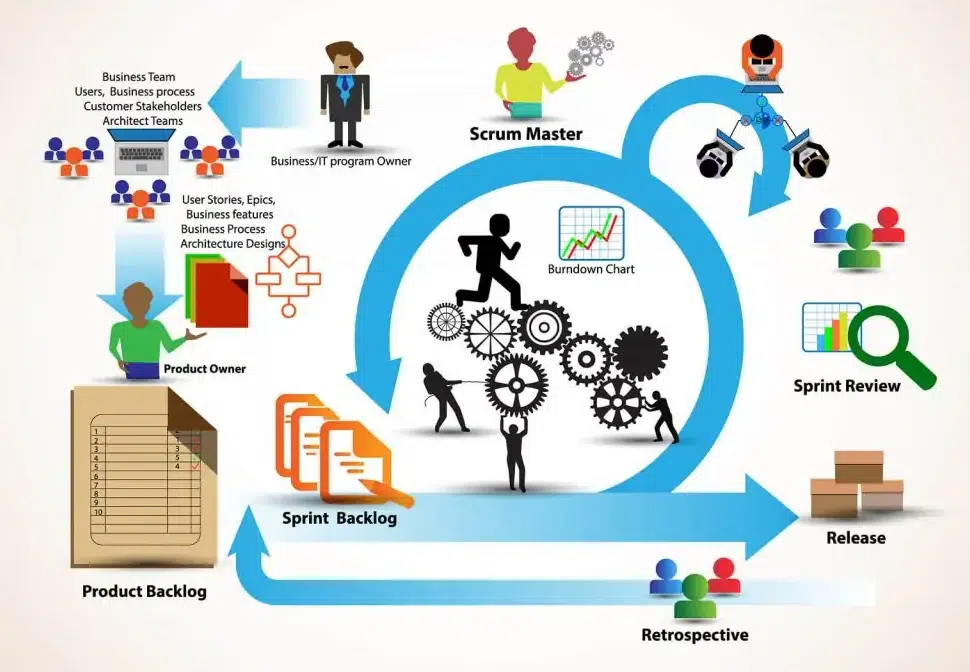 Business Team
Users, Business process
Customer Stakeholders
Architect Teams
Business/IT program Owner
Scrum Master
User Stories, Epics,
Business features
Business Process
Architecture Designs
Burndown Chart
Product Owner
Sprint Review
1
2
3
4
5
6
7
8
9
10
1
3
5
4
Sprint Backlog
Release
Product Backlog
Retrospective